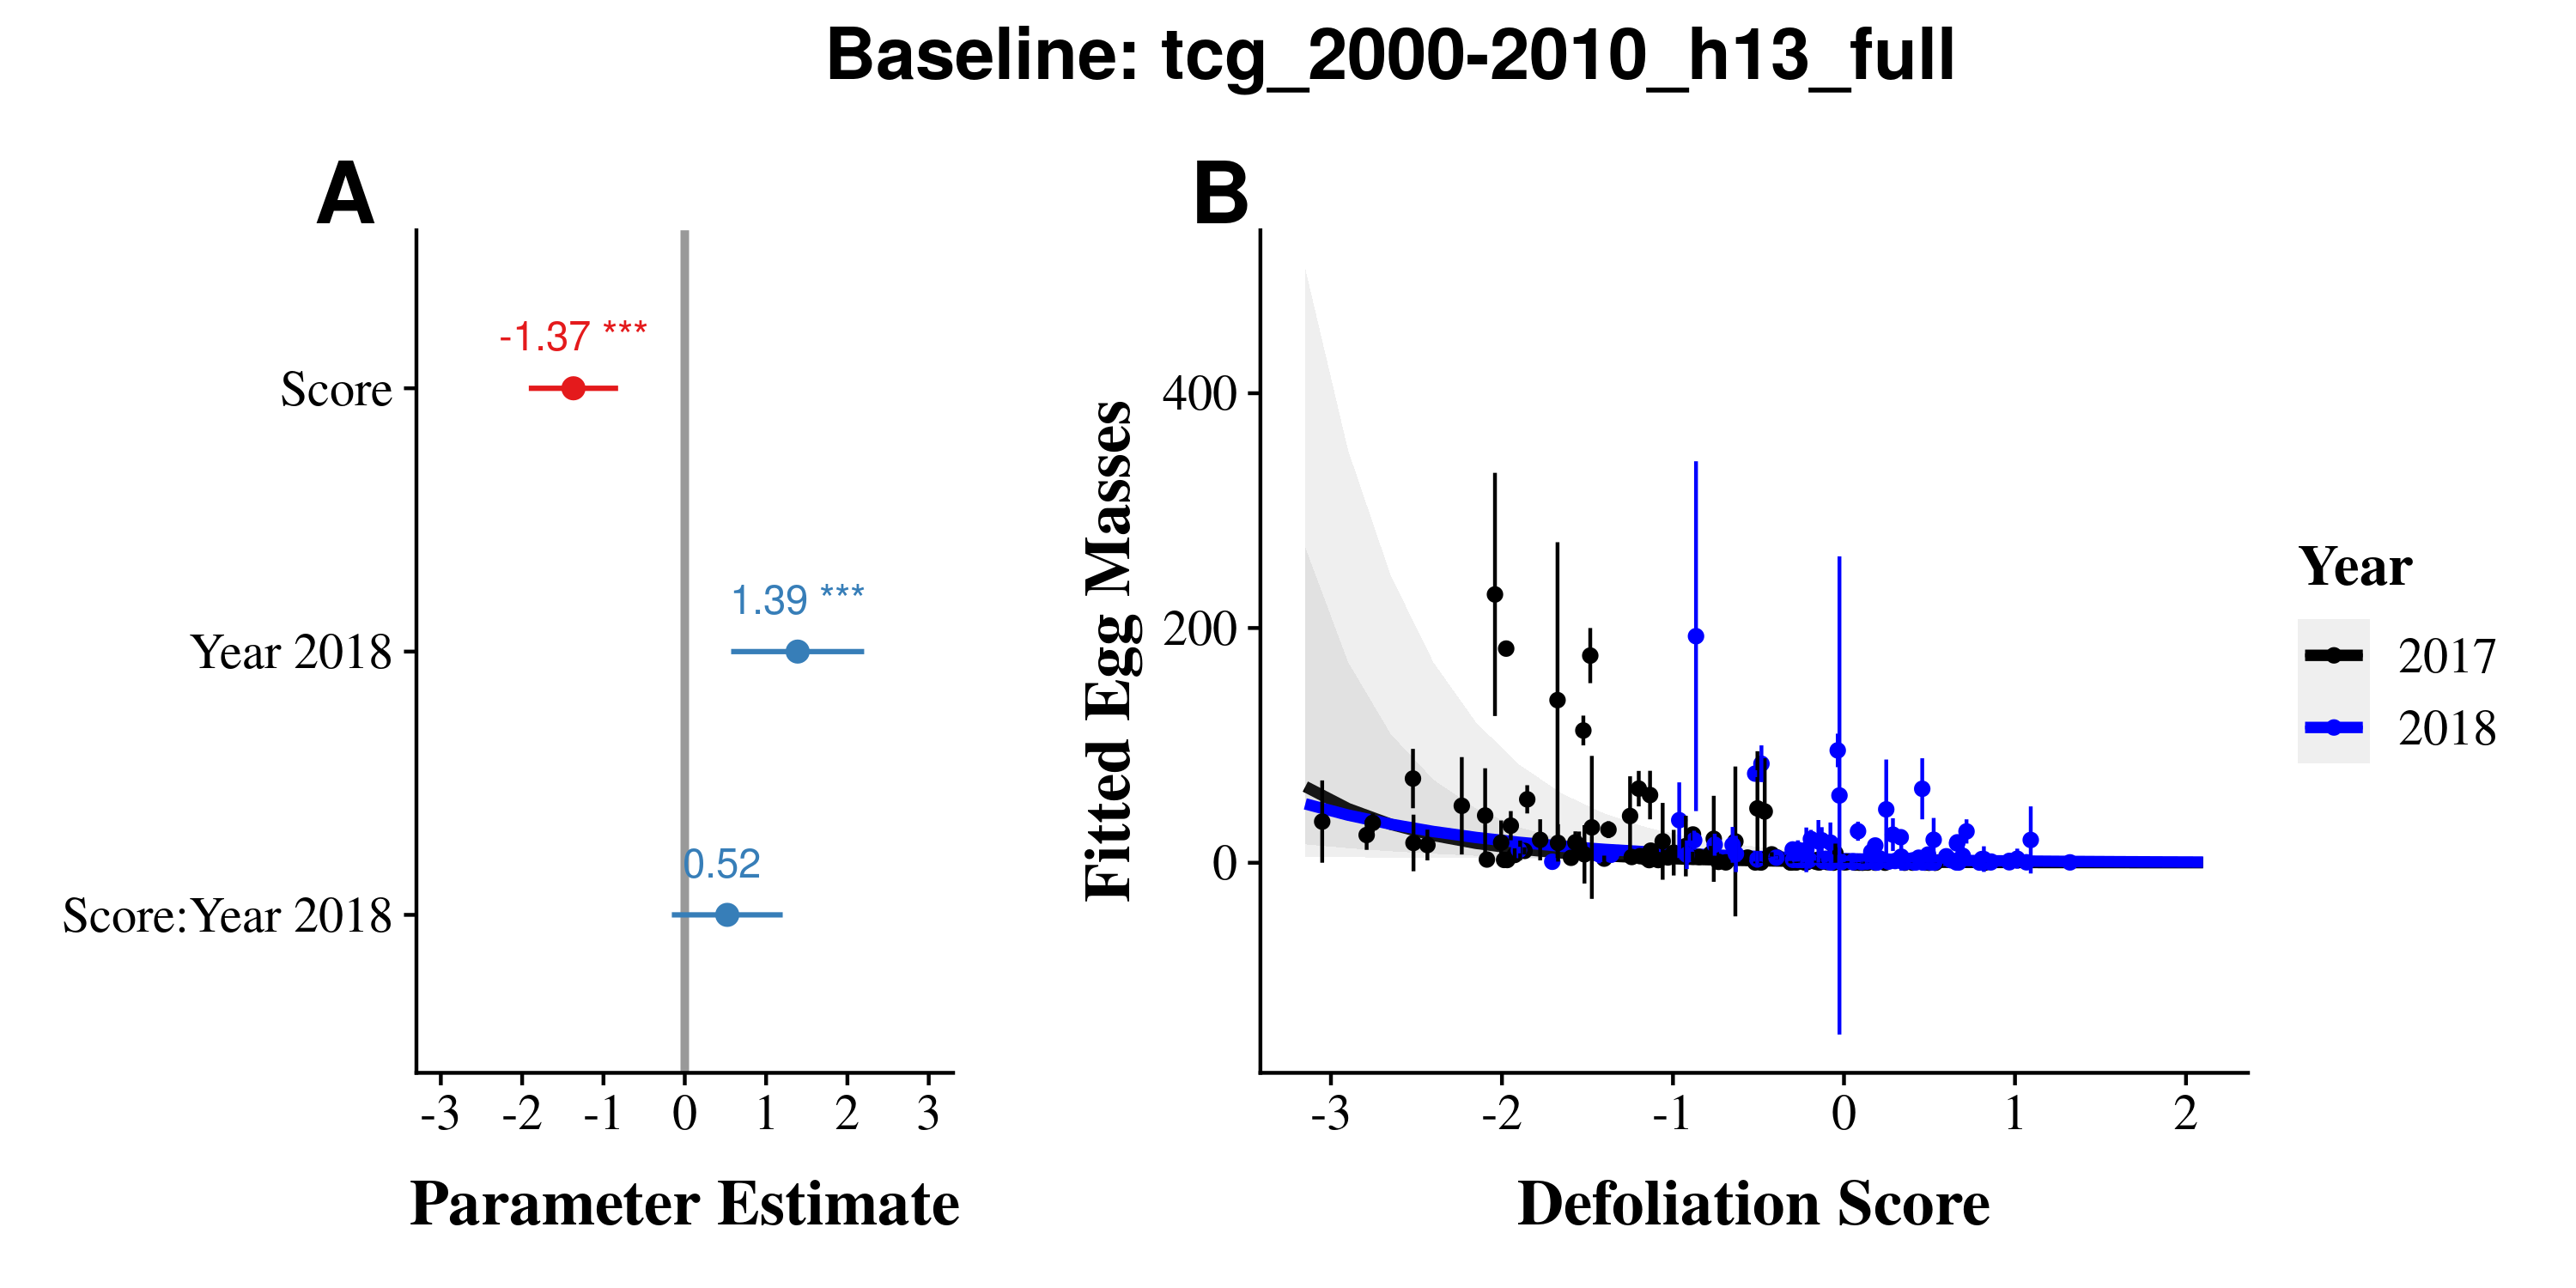 Baseline: tcg_2000-2010_h13_full
A
Score
Year 2018
Score:Year 2018
-1.37 ***
1.39 ***
0.52
-3 -2 -1 0 1 2 3
Parameter Estimate
B
Fitted Egg Masses
400
200
0
-3 -2 -1 0 1 2
Defoliation Score
Year
2017
2018